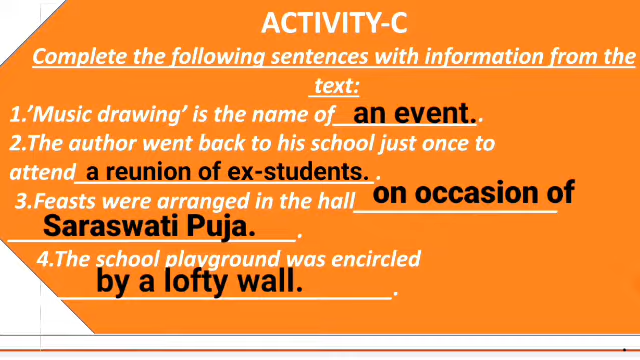 ACTIVITY-C
Complete the following sentences with information from the
text:
1.’Music drawing’ is the name of an event..
2.The author went back to his school just once to
attend a reunion of ex-students. .
3.Feasts were arranged in the hall on occasion of
Saraswati Puja. .
4.The school playground was encircled
by a lofty wall. .